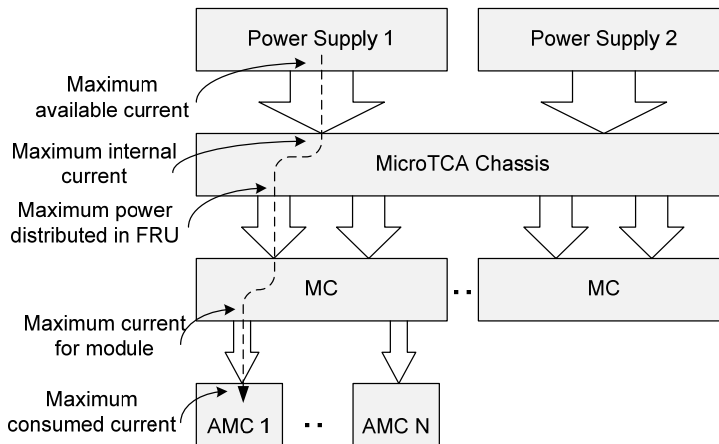 Power Supply 1
Power Supply 2
Maximum
available current
Maximum internal
current
MicroTCA Chassis
Maximum power
distributed in FRU
MC
..
MC
Maximum current
for module
Maximum
consumed current
AMC 1
..
AMC N